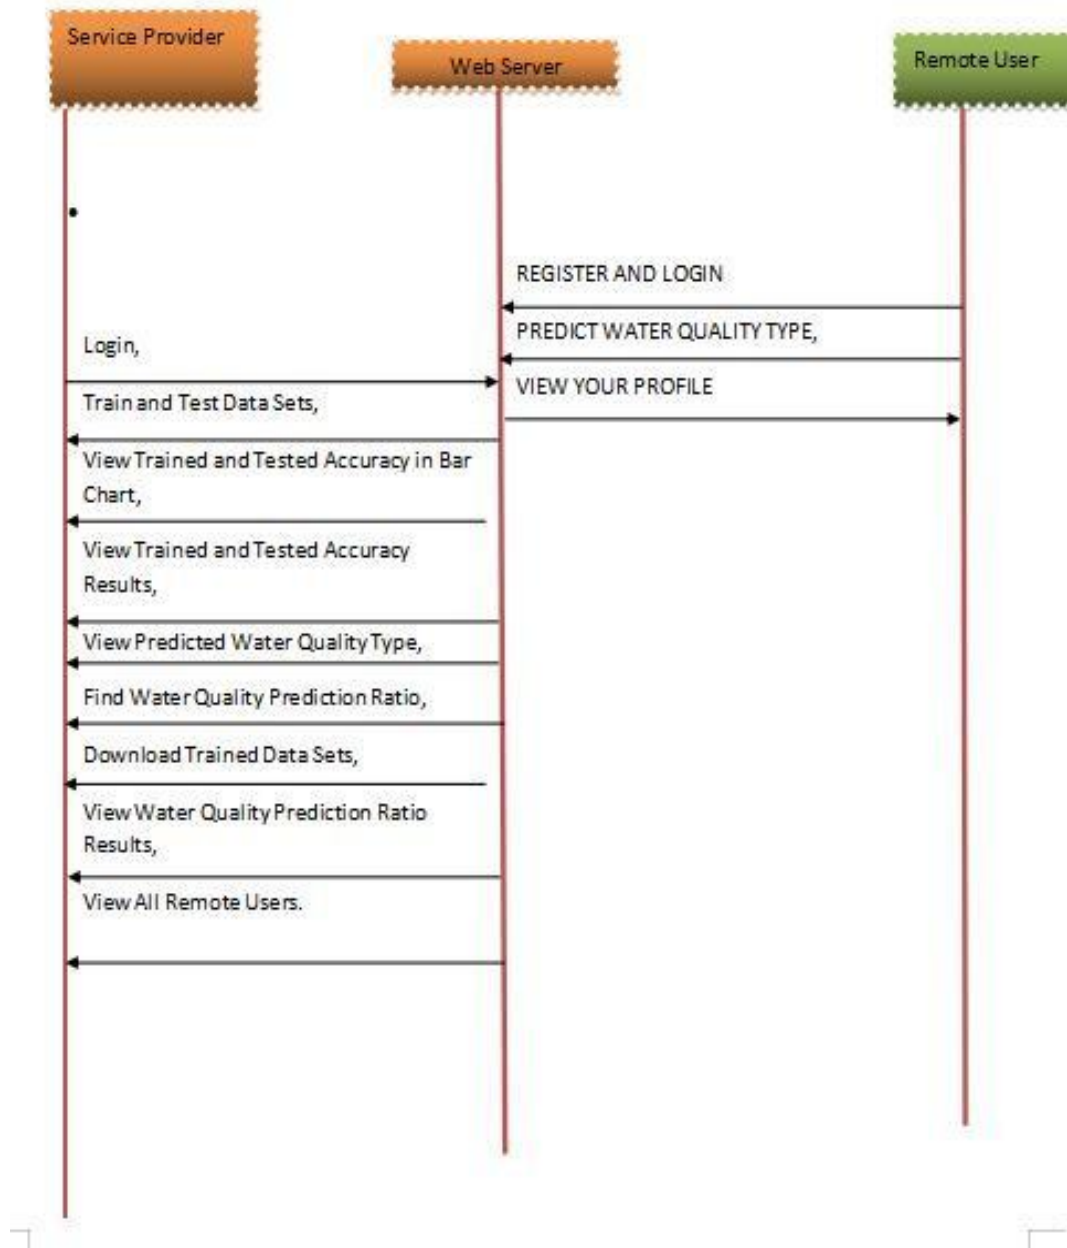 Service Provider
Web Server
Remote User
REGISTER AND LOGIN
PREDICT WATER QUALITY TYPE,
VIEW YOUR PROFILE
Login,
Train and Test Data Sets,
View Trained and Tested Accuracy in Bar
Chart,
View Trained and Tested Accuracy
Results,
View Predicted Water Quality Type,
Find Water Quality Prediction Ratio,
Download Trained Data Sets,
View Water Quality Prediction Ratio
Results,
View All Remote Users.